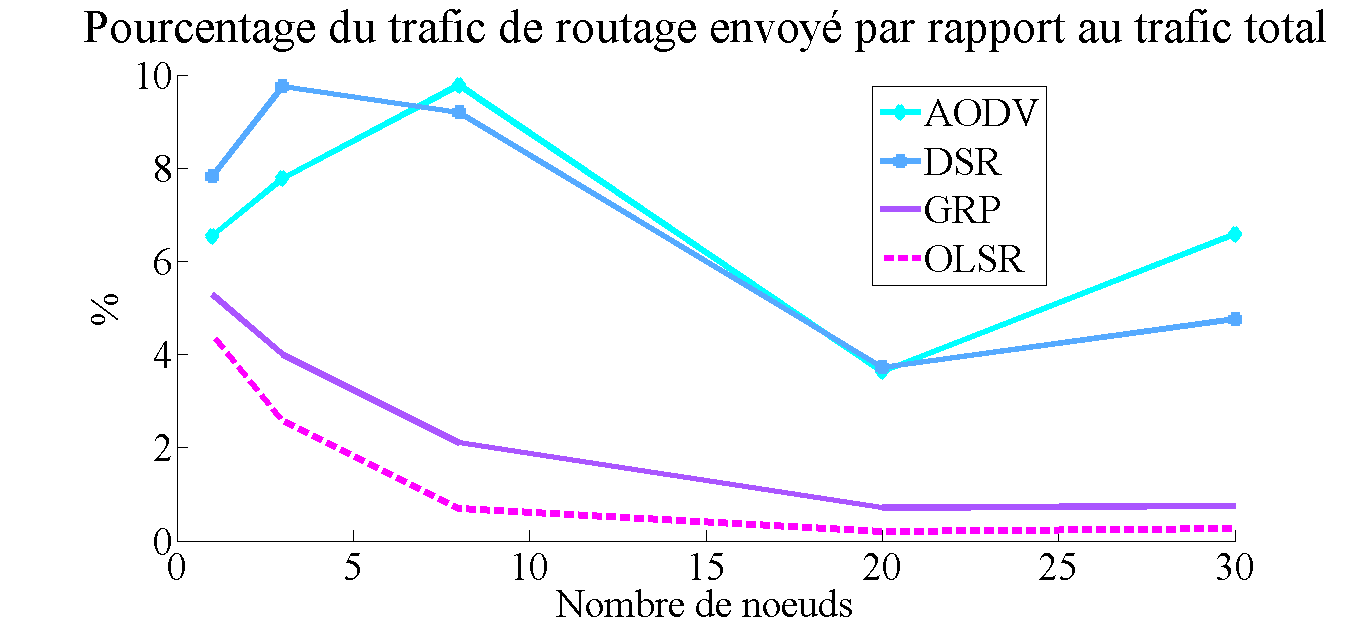 Pourcentage du trafic de routage envoyé par rapport au trafic total
10
8
6
4
2
0
%
AODV
DSR
GRP
OLSR
0 5 10 15 20 25 30
Nombre de noeuds